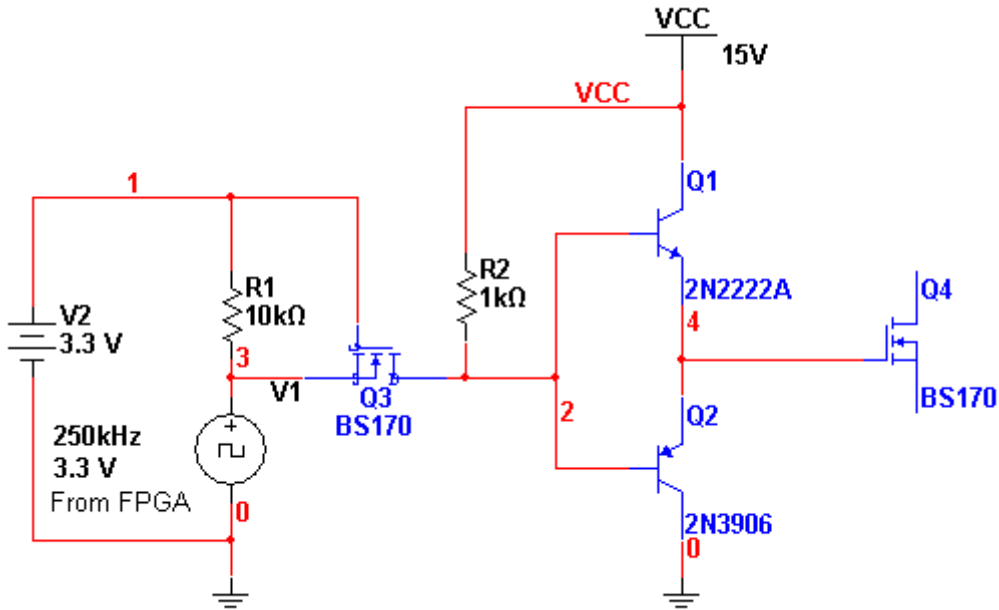 VCC
15V
VCC
1
Q1
R2
1kΩ
2N2222A
Q4
R1
10kΩ
V2
3.3 V
4
3
V1
Q3
BS170
2
BS170
Q2
250kHz
3.3 V
From FPGA
0
2N3906
0